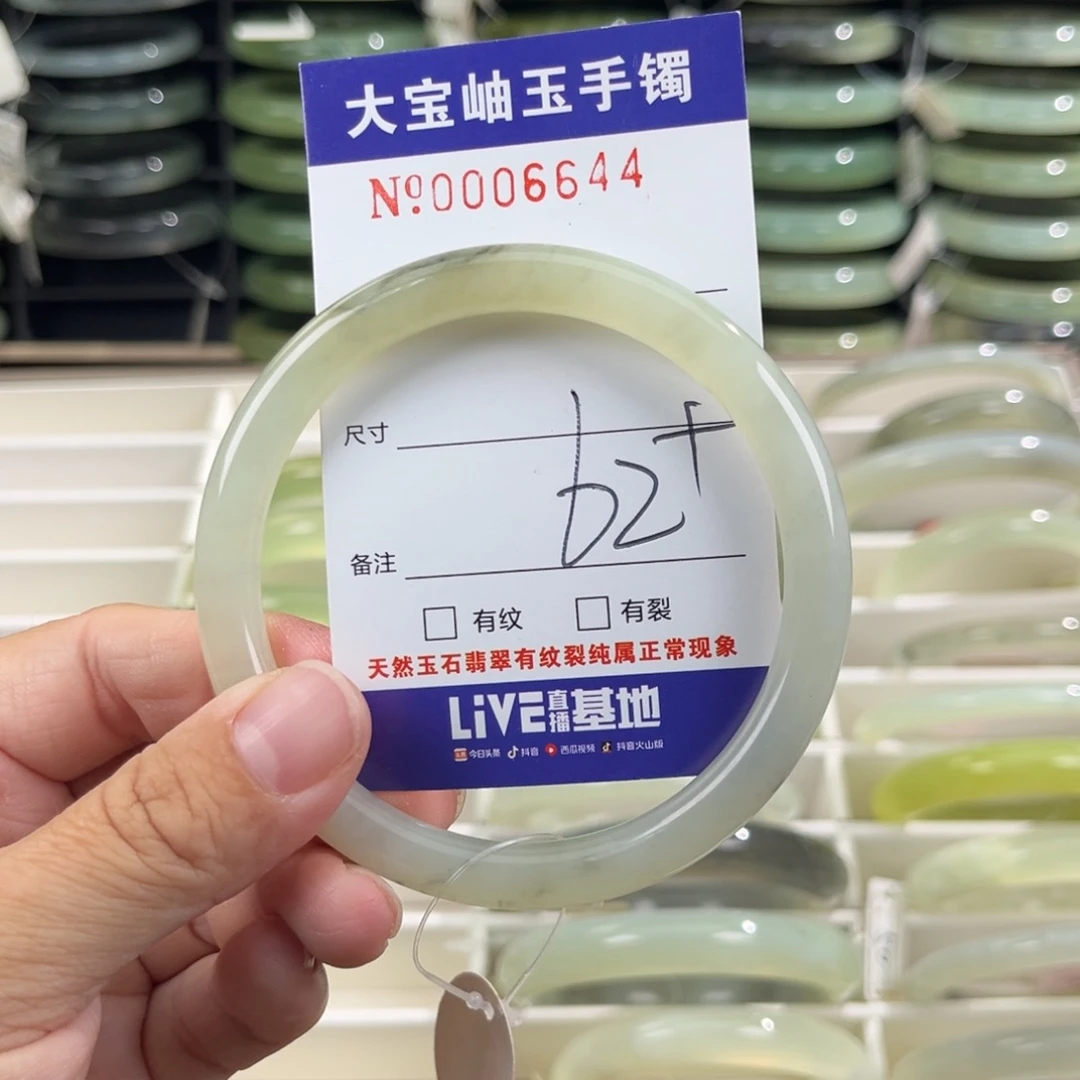 大宝岫玉手镯
№0006644
尺寸
62+
备注
□ 有纹 □ 有裂
天然玉石翡翠有纹裂纯属正常现象
LiVE直播基地
今日头条 抖音 西瓜视频 抖音火山版